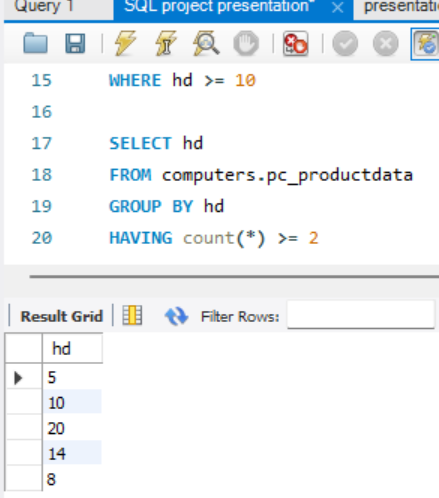 Query 1 SQL project presentation* × presentati
15 WHERE hd >= 10
16
17 SELECT hd
18 FROM computers.pc_productdata
19 GROUP BY hd
20 HAVING count(*) >= 2
Result Grid Filter Rows:
hd
5
10
20
14
8